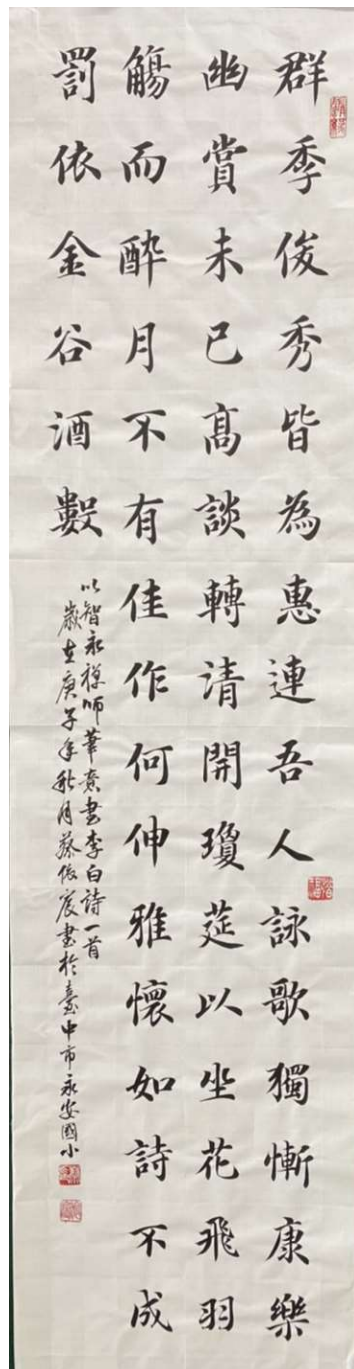 群季俊秀皆為惠連吾人詠歌獨慚康樂
幽賞未已高談轉請開瓊莚以坐花飛羽
觴而醉月不有佳作何伸雅懷如詩不成
罰依金谷酒數
以智永禪師筆意書李白詩一首
歲在庚子年秋月蔡依宸書於臺中市永安國小